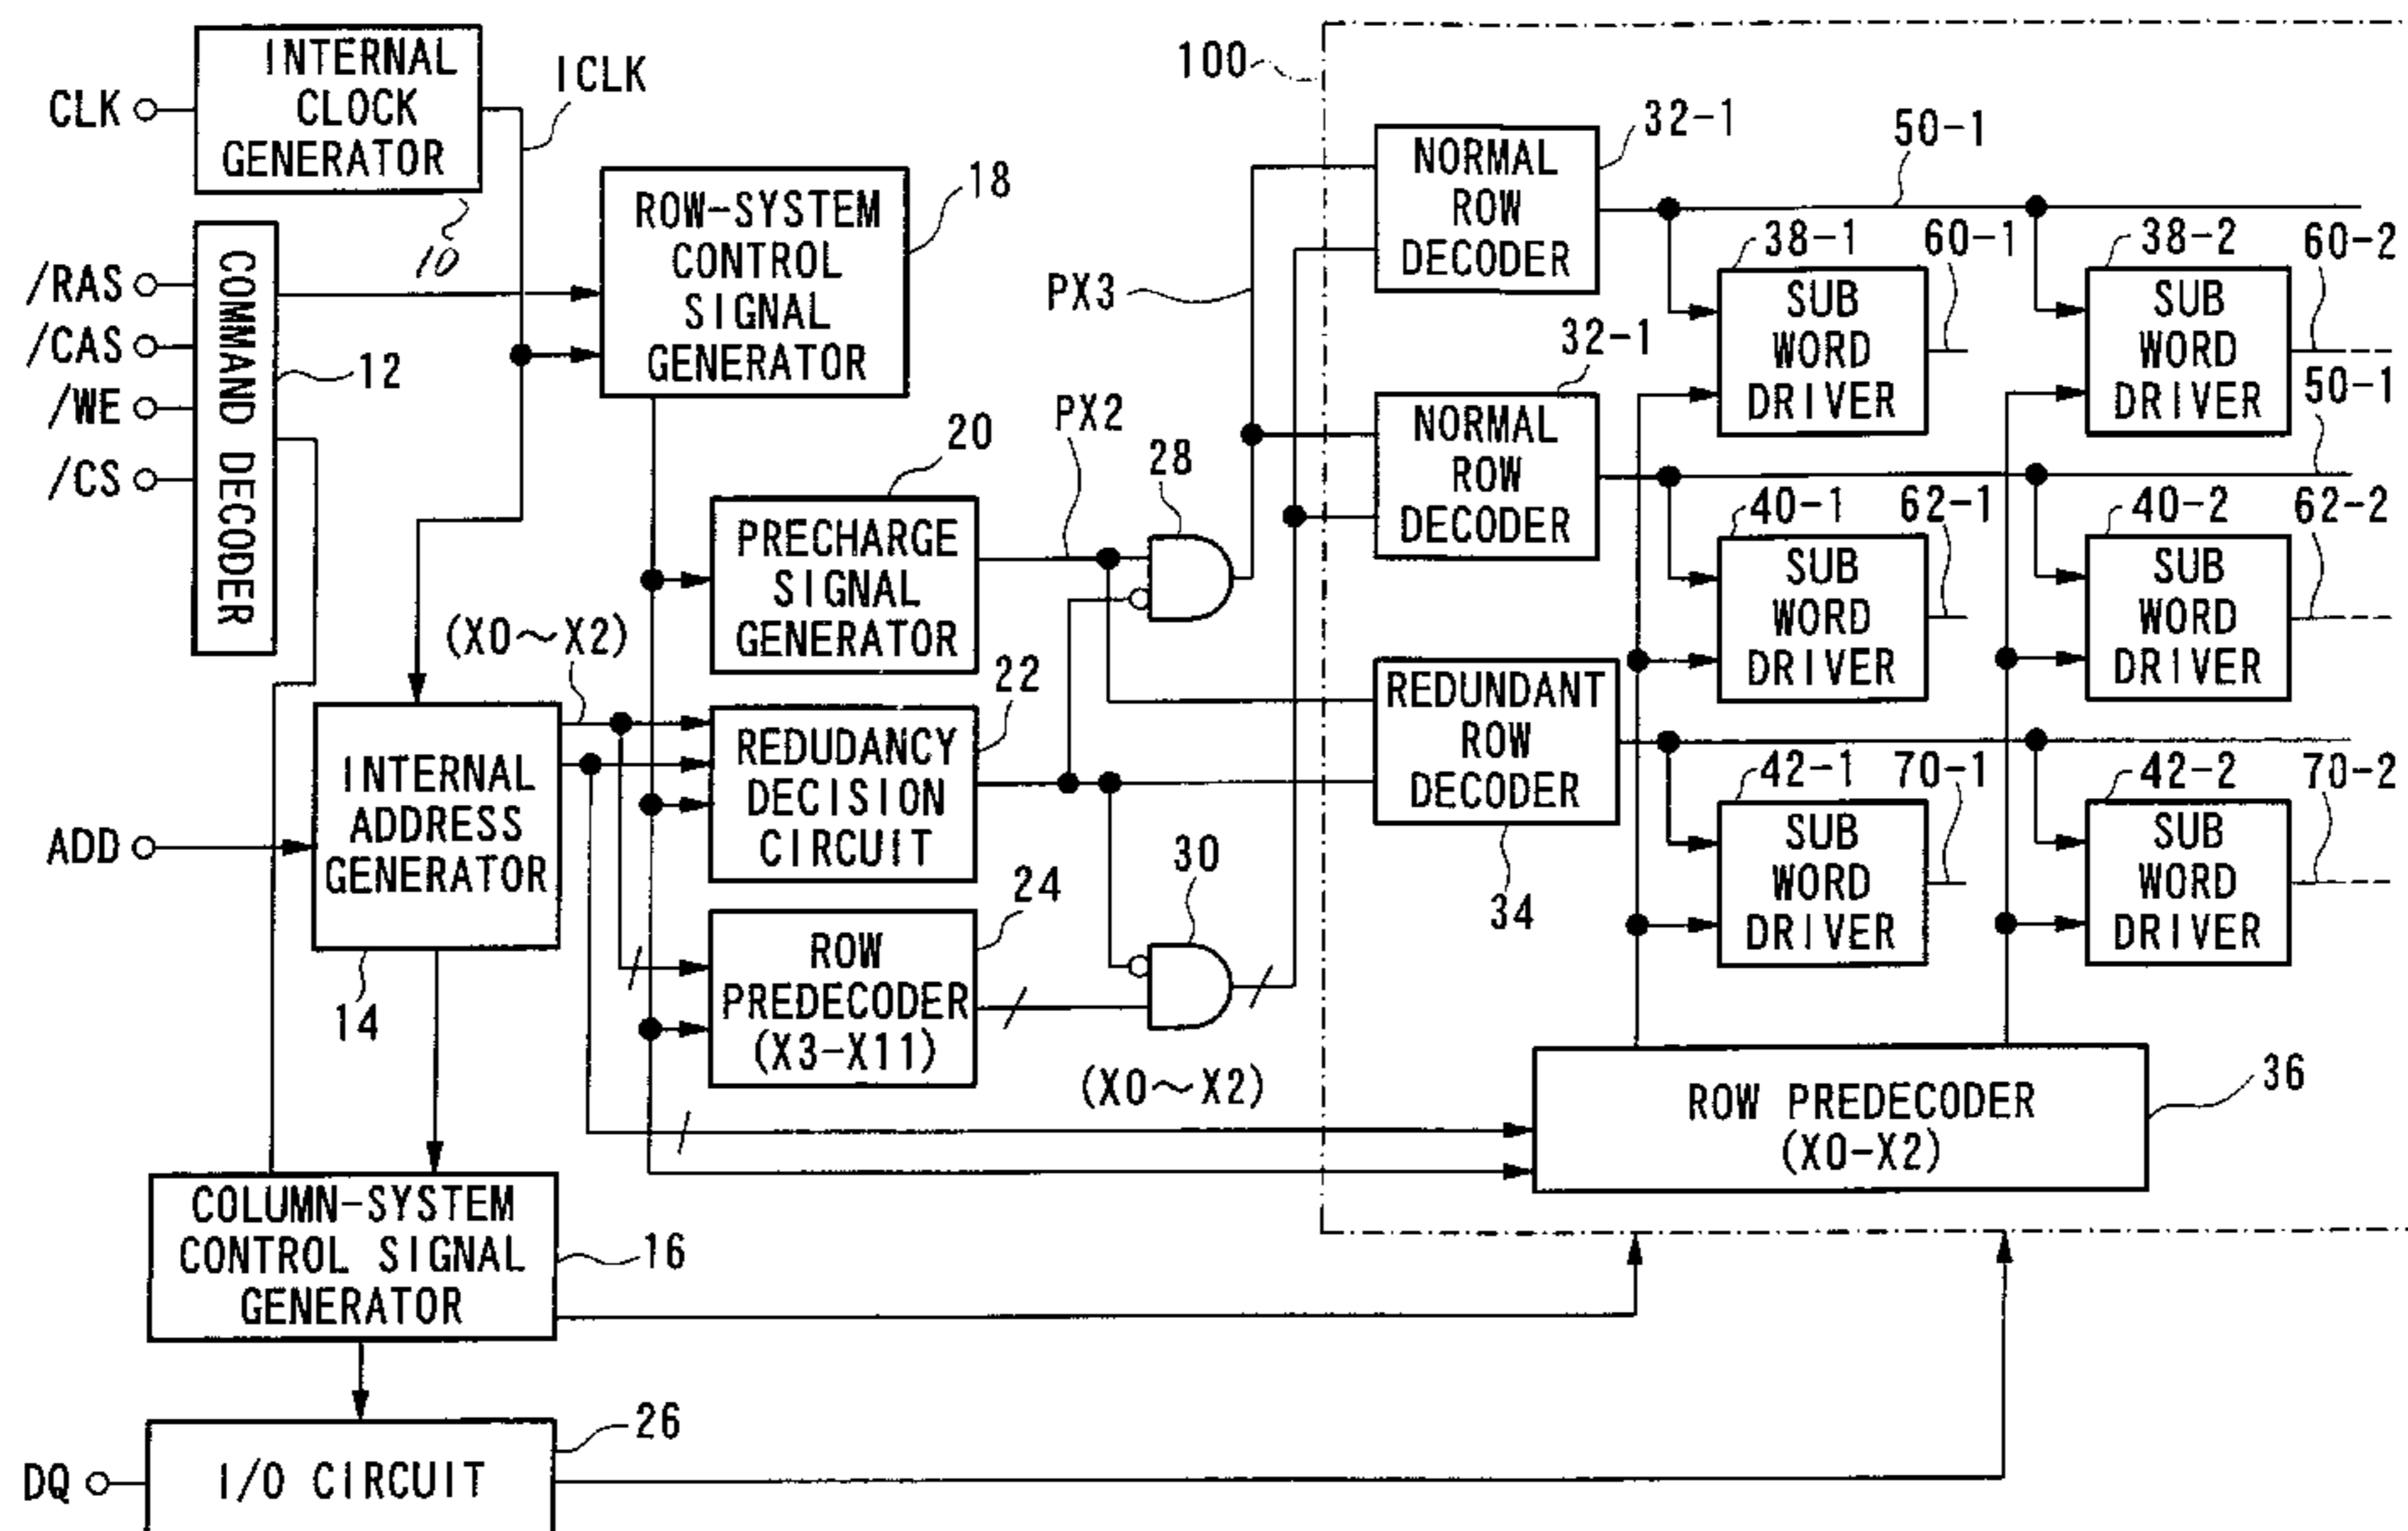 INTERNAL
CLOCK
GENERATOR
CLK
ICLK
10
/RAS
/CAS
/WE
/CS
COMMAND DECODER
12
ROW-SYSTEM
CONTROL
SIGNAL
GENERATOR
18
PRECHARGE
SIGNAL
GENERATOR
20
PX2
28
PX3
(X0～X2)
REDUDANCY
DECISION
CIRCUIT
22
INTERNAL
ADDRESS
GENERATOR
14
ADD
ROW
PREDECODER
(X3-X11)
24
30
(X0～X2)
COLUMN-SYSTEM
CONTROL SIGNAL
GENERATOR
16
I/O CIRCUIT
26
DQ
100
NORMAL
ROW
DECODER
32-1
50-1
SUB
WORD
DRIVER
38-1
60-1
SUB
WORD
DRIVER
38-2
60-2
NORMAL
ROW
DECODER
32-1
50-1
SUB
WORD
DRIVER
40-1
62-1
SUB
WORD
DRIVER
40-2
62-2
REDUNDANT
ROW
DECODER
34
SUB
WORD
DRIVER
42-1
70-1
SUB
WORD
DRIVER
42-2
70-2
ROW PREDECODER
(X0-X2)
36